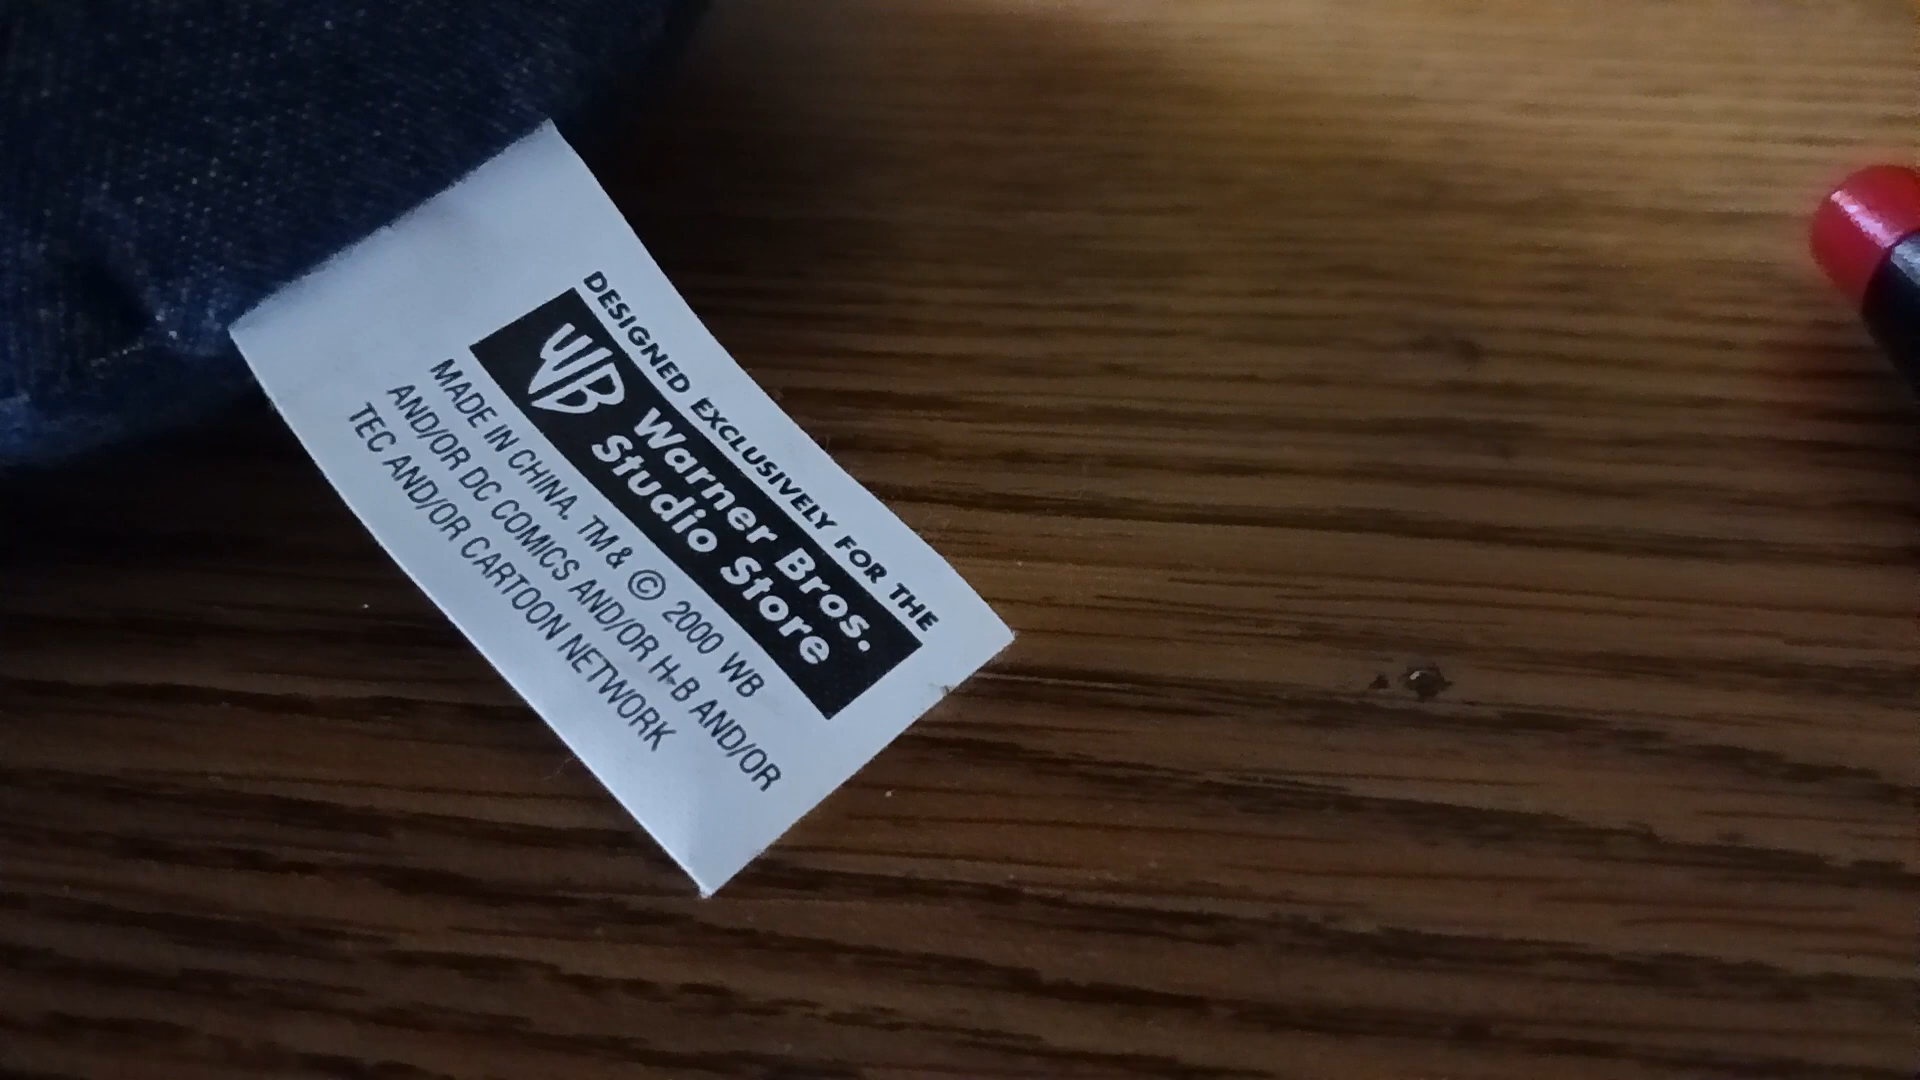 DESIGNED EXCLUSIVELY FOR THE
WB Warner Bros.
Studio Store
MADE IN CHINA. TM & © 2000 WB
AND/OR DC COMICS AND/OR H-B AND/OR
TEC AND/OR CARTOON NETWORK